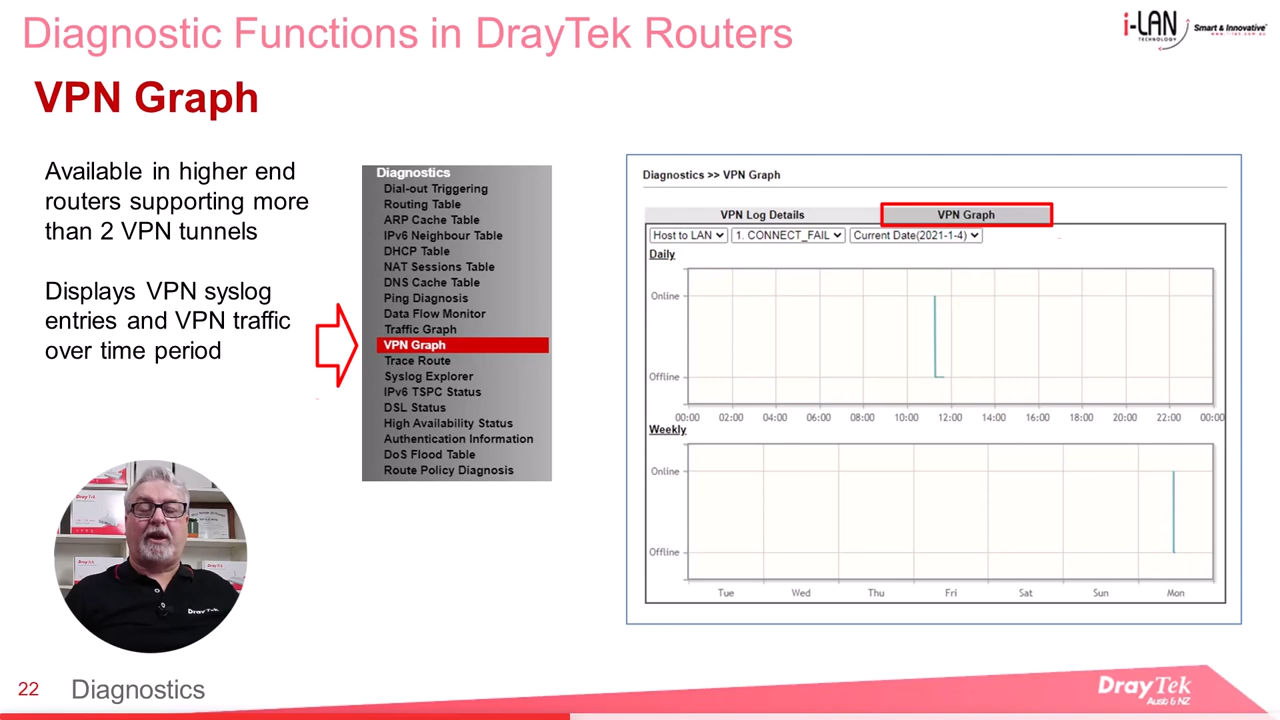 Diagnostic Functions in DrayTek Routers
i-LAN
TECHNOLOGY
Smart & Innovative
VPN Graph
Available in higher end
routers supporting more
than 2 VPN tunnels
Displays VPN syslog
entries and VPN traffic
over time period
Diagnostics
Dial-out Triggering
Routing Table
ARP Cache Table
IPv6 Neighbour Table
DHCP Table
NAT Sessions Table
DNS Cache Table
Ping Diagnosis
Data Flow Monitor
Traffic Graph
VPN Graph
Trace Route
Syslog Explorer
IPv6 TSPC Status
DSL Status
High Availability Status
Authentication Information
DoS Flood Table
Route Policy Diagnosis
Diagnostics >> VPN Graph
VPN Log Details VPN Graph
Host to LAN 1. CONNECT_FAIL Current Date(2021-1-4)
Daily
Online
Offline
00:00 02:00 04:00 06:00 08:00 10:00 12:00 14:00 16:00 18:00 20:00 22:00 00:00
Weekly
Online
Offline
Tue Wed Thu Fri Sat Sun Mon
DrayTek
DrayTek
22 Diagnostics
DrayTek
Aust & NZ